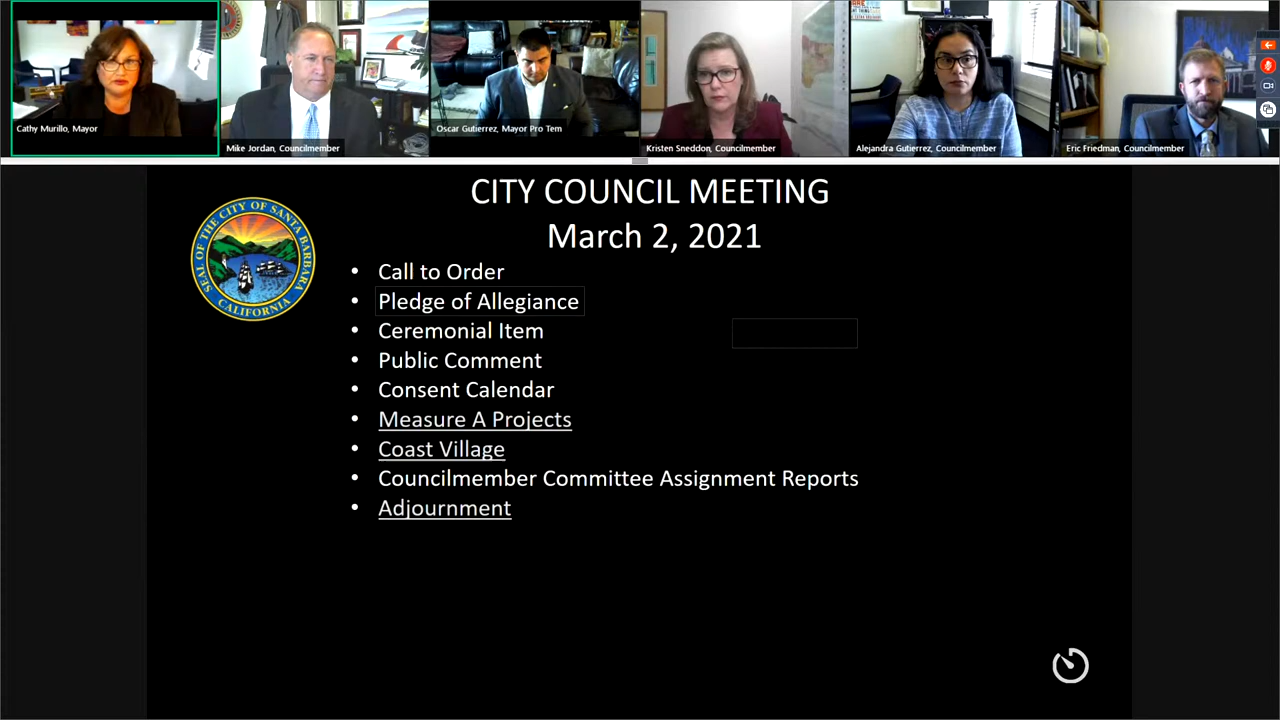 Cathy Murillo, Mayor
Mike Jordan, Councilmember
Oscar Gutierrez, Mayor Pro Tem
Kristen Sneddon, Councilmember
Alejandra Gutierrez, Councilmember
Eric Friedman, Councilmember
CITY COUNCIL MEETING
March 2, 2021
SEAL OF THE CITY OF SANTA BARBARA
CALIFORNIA
• Call to Order
• Pledge of Allegiance
• Ceremonial Item
• Public Comment
• Consent Calendar
• Measure A Projects
• Coast Village
• Councilmember Committee Assignment Reports
• Adjournment